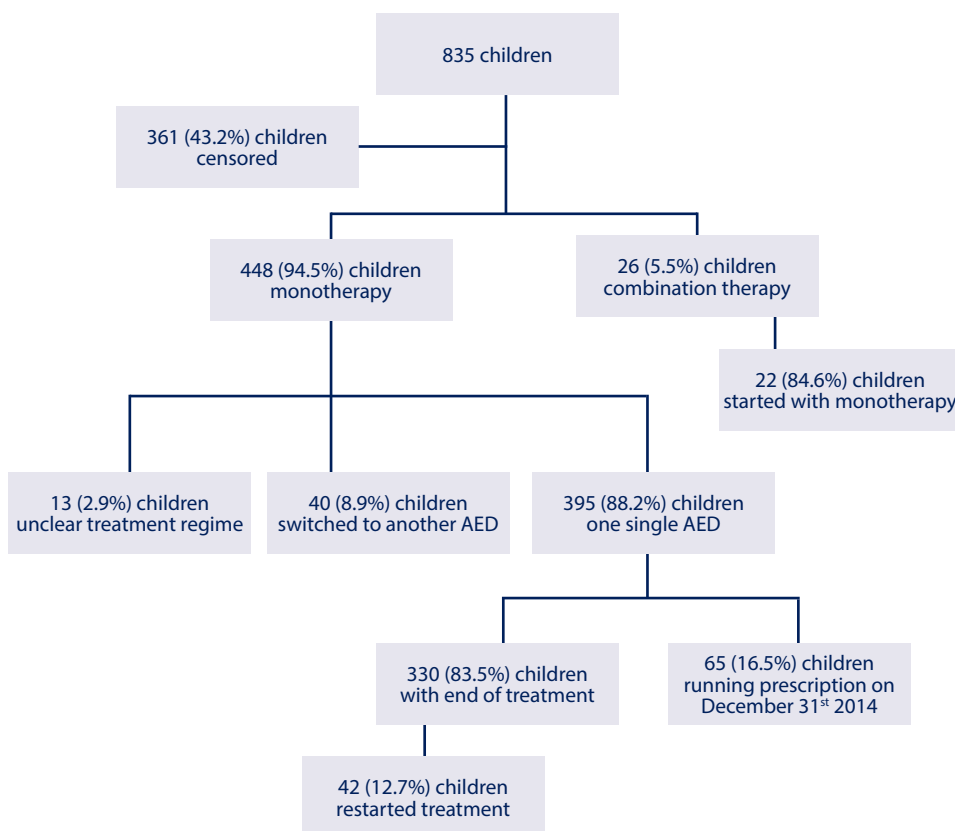 835 children
361 (43.2%) children
censored
448 (94.5%) children
monotherapy
26 (5.5%) children
combination therapy
22 (84.6%) children
started with monotherapy
13 (2.9%) children
unclear treatment regime
40 (8.9%) children
switched to another AED
395 (88.2%) children
one single AED
330 (83.5%) children
with end of treatment
65 (16.5%) children
running prescription on
December 31st 2014
42 (12.7%) children
restarted treatment